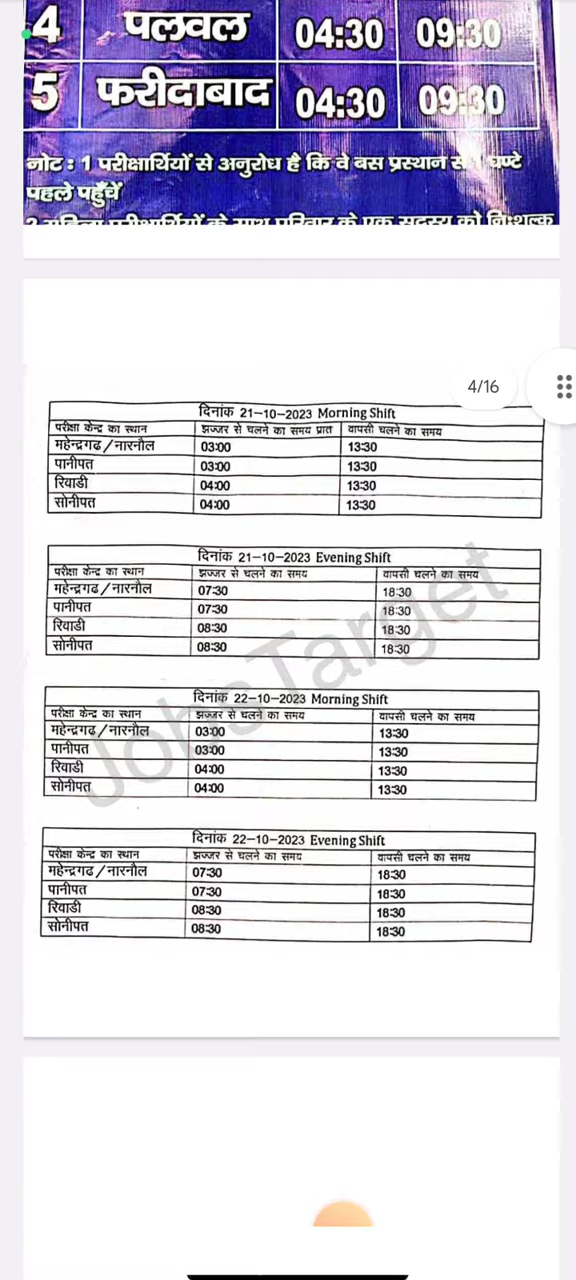 4 पलवल 04:30 09:30
5 फरीदाबाद 04:30 09:30
नोट : 1 परीक्षार्थियों से अनुरोध है कि वे बस प्रस्थान से 1 घण्टे
पहले पहुँचें
2 महिला परीक्षार्थियों के साथ परिवार के एक सदस्य को निःशुल्क
4/16
दिनांक 21-10-2023 Morning Shift
परीक्षा केन्द्र का स्थान झज्जर से चलने का समय प्रात वापसी चलने का समय
महेन्द्रगढ/नारनौल 03:00 13:30
पानीपत 03:00 13:30
रिवाडी 04:00 13:30
सोनीपत 04:00 13:30
दिनांक 21-10-2023 Evening Shift
परीक्षा केन्द्र का स्थान झज्जर से चलने का समय वापसी चलने का समय
महेन्द्रगढ/नारनौल 07:30 18:30
पानीपत 07:30 18:30
रिवाडी 08:30 18:30
सोनीपत 08:30 18:30
दिनांक 22-10-2023 Morning Shift
परीक्षा केन्द्र का स्थान झज्जर से चलने का समय वापसी चलने का समय
महेन्द्रगढ/नारनौल 03:00 13:30
पानीपत 03:00 13:30
रिवाडी 04:00 13:30
सोनीपत 04:00 13:30
दिनांक 22-10-2023 Evening Shift
परीक्षा केन्द्र का स्थान झज्जर से चलने का समय वापसी चलने का समय
महेन्द्रगढ/नारनौल 07:30 18:30
पानीपत 07:30 18:30
रिवाडी 08:30 18:30
सोनीपत 08:30 18:30
JobsTarget